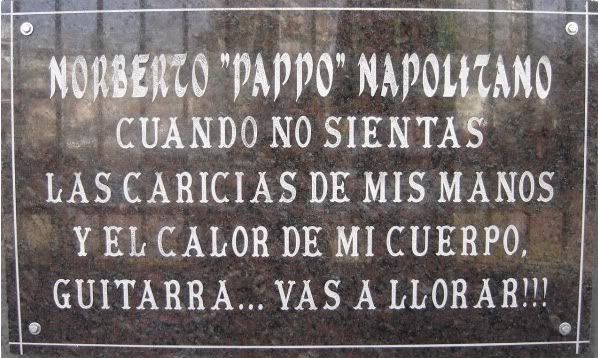 NORBERTO "PAPPO" NAPOLITANO
CUANDO NO SIENTAS
LAS CARICIAS DE MIS MANOS
Y EL CALOR DE MI CUERPO,
GUITARRA... VAS A LLORAR!!!